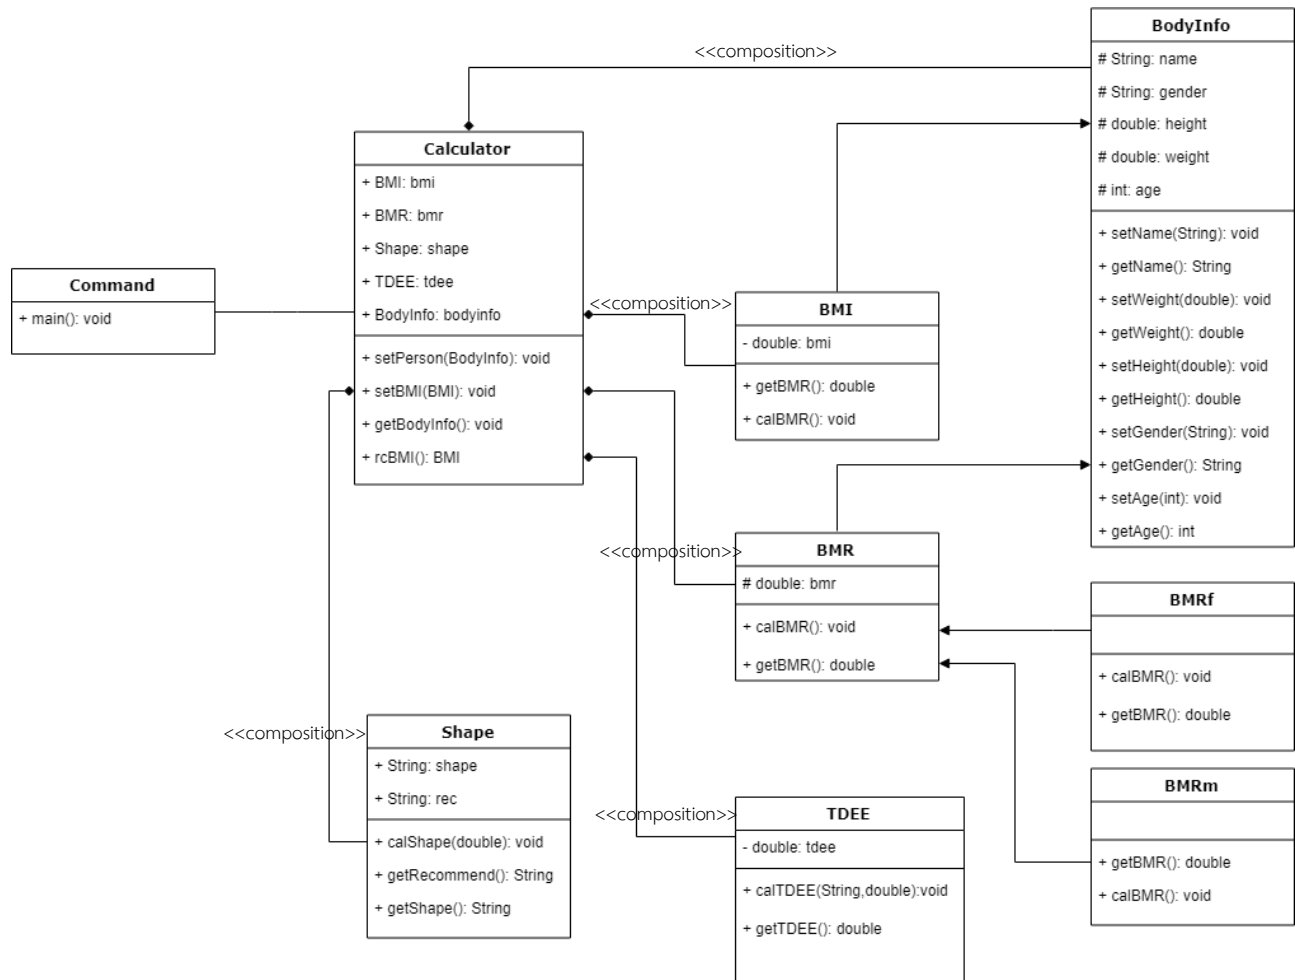 <<composition>>
BodyInfo
# String: name
# String: gender
# double: height
# double: weight
# int: age
+ setName(String): void
+ getName(): String
+ setWeight(double): void
+ getWeight(): double
+ setHeight(double): void
+ getHeight(): double
+ setGender(String): void
+ getGender(): String
+ setAge(int): void
+ getAge(): int
Calculator
+ BMI: bmi
+ BMR: bmr
+ Shape: shape
+ TDEE: tdee
+ BodyInfo: bodyinfo
+ setPerson(BodyInfo): void
+ setBMI(BMI): void
+ getBodyInfo(): void
+ rcBMI(): BMI
Command
+ main(): void
<<composition>>
BMI
- double: bmi
+ getBMR(): double
+ calBMR(): void
<<composition>>
BMR
# double: bmr
+ calBMR(): void
+ getBMR(): double
BMRf
+ calBMR(): void
+ getBMR(): double
<<composition>>
Shape
+ String: shape
+ String: rec
+ calShape(double): void
+ getRecommend(): String
+ getShape(): String
<<composition>>
TDEE
- double: tdee
+ calTDEE(String,double):void
+ getTDEE(): double
BMRm
+ getBMR(): double
+ calBMR(): void